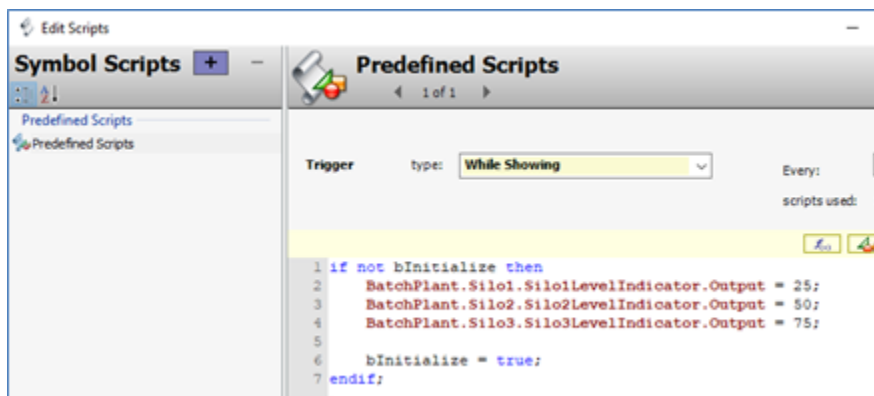 Edit Scripts
Symbol Scripts + -
Predefined Scripts
Predefined Scripts
Predefined Scripts
1 of 1
Trigger type: While Showing Every:
scripts used:
1 if not bInitialize then
2 BatchPlant.Silo1.Silo1LevelIndicator.Output = 25;
3 BatchPlant.Silo2.Silo2LevelIndicator.Output = 50;
4 BatchPlant.Silo3.Silo3LevelIndicator.Output = 75;
5
6 bInitialize = true;
7 endif;